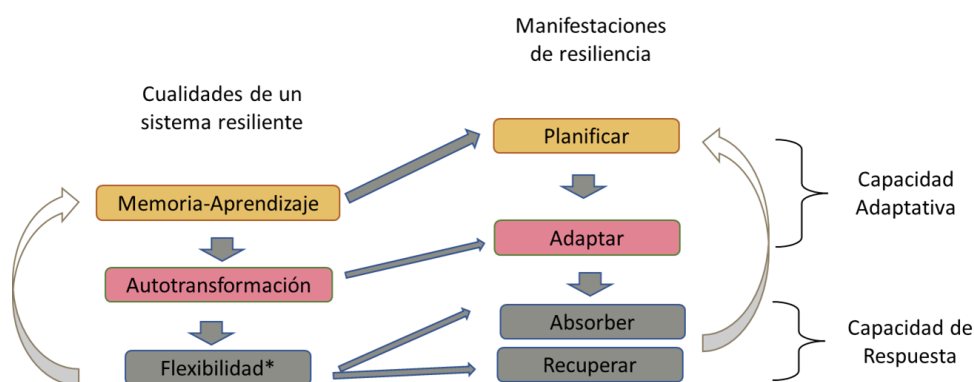 Manifestaciones
de resiliencia
Cualidades de un
sistema resiliente
Planificar
Memoria-Aprendizaje
Capacidad
Adaptativa
Adaptar
Autotransformación
Absorber
Capacidad de
Respuesta
Flexibilidad*
Recuperar